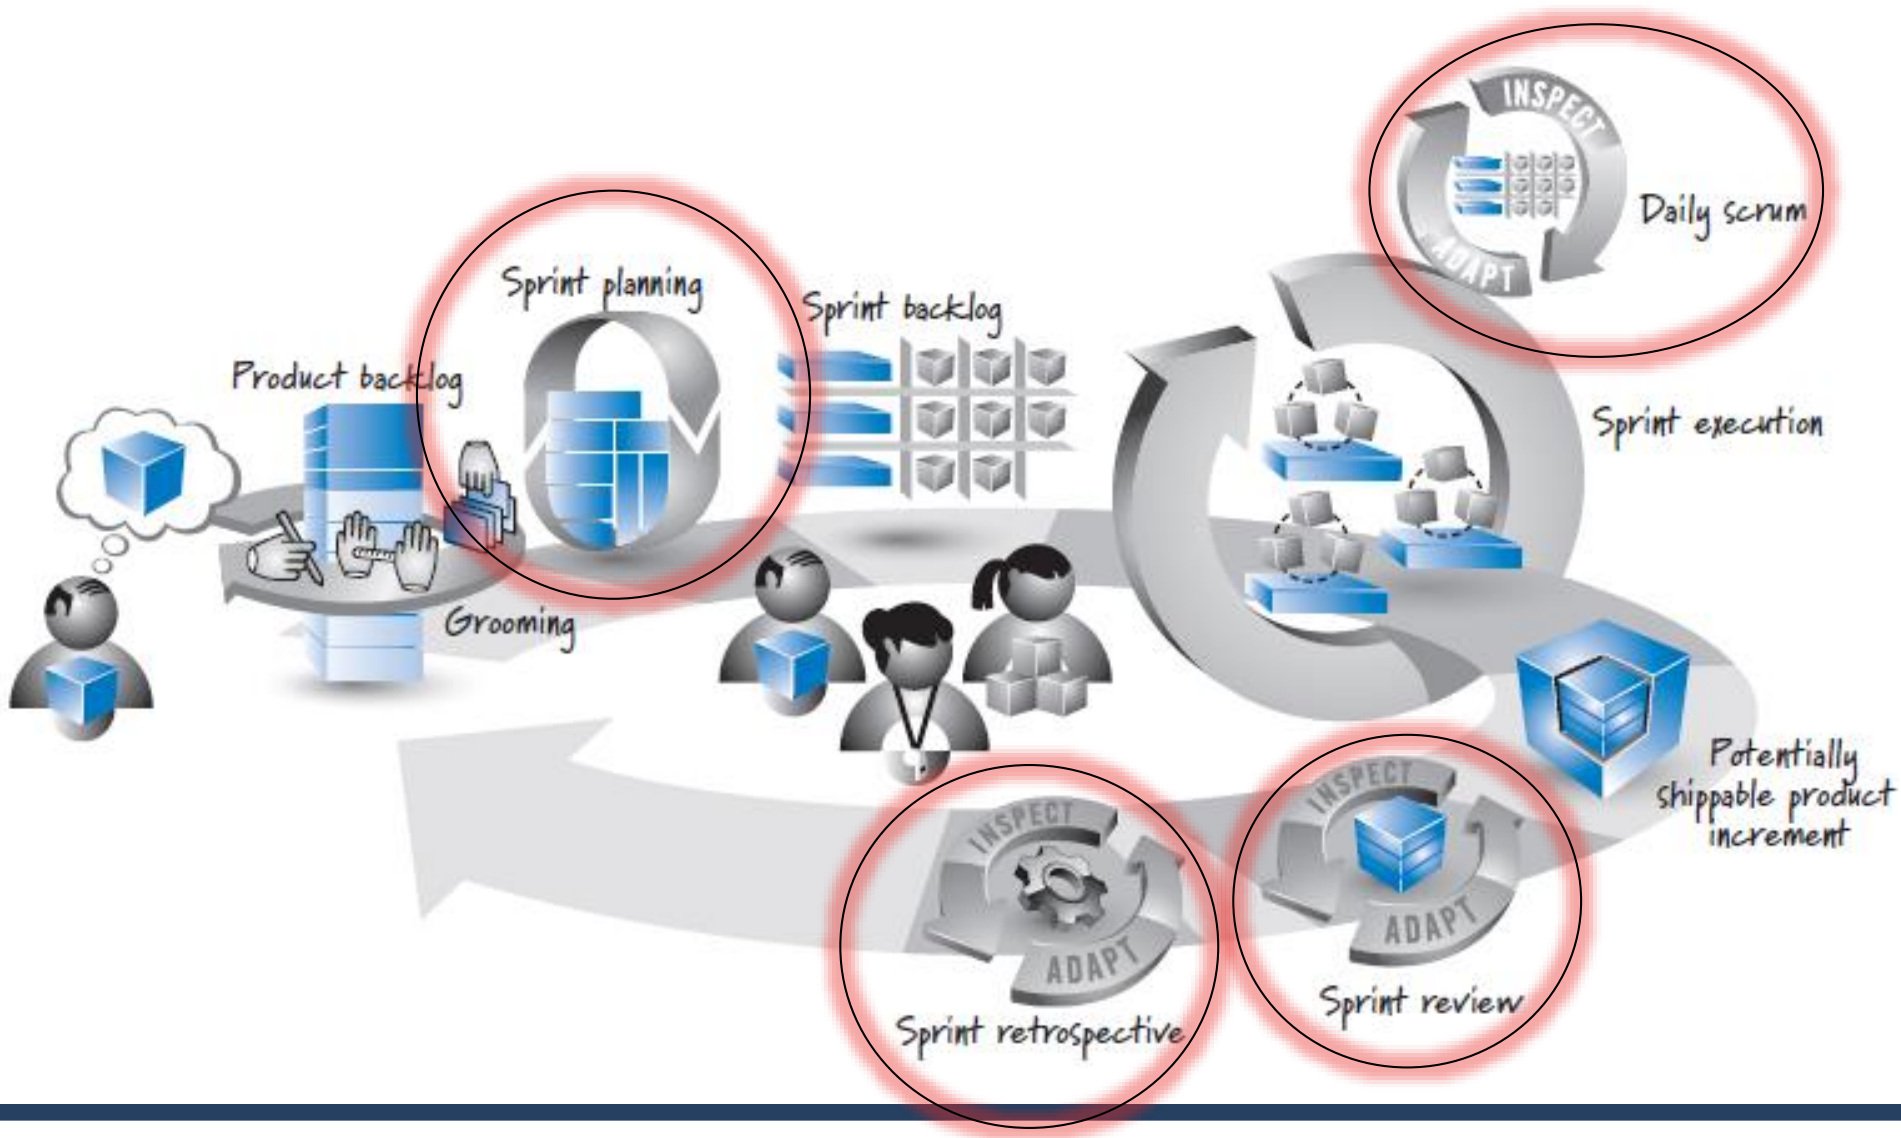 INSPECT
ADAPT
Daily scrum
Sprint planning
Sprint backlog
Product backlog
Sprint execution
Grooming
Potentially
shippable product
increment
INSPECT
ADAPT
Sprint review
INSPECT
ADAPT
Sprint retrospective